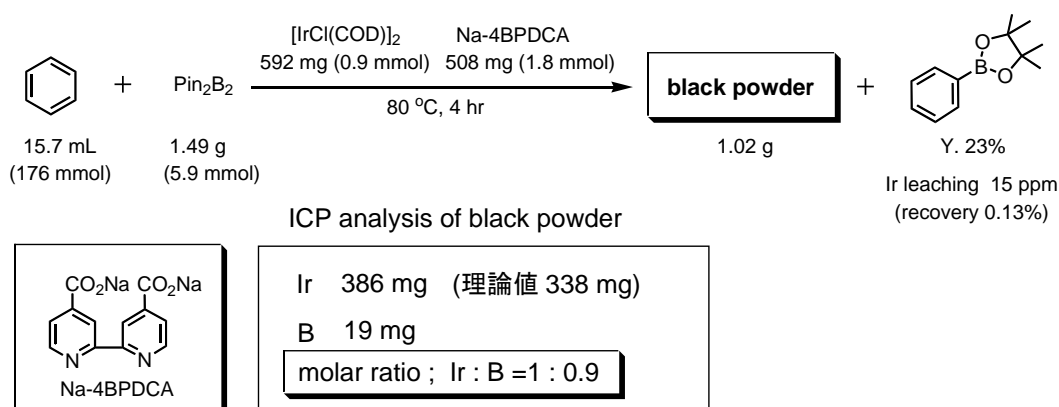 [IrCl(COD)]2 Na-4BPDCA
592 mg (0.9 mmol) 508 mg (1.8 mmol)
+ Pin2B2
80 oC, 4 hr
black powder
+
O
B
O
15.7 mL
(176 mmol)
1.49 g
(5.9 mmol)
1.02 g
Y. 23%
Ir leaching 15 ppm
(recovery 0.13%)
ICP analysis of black powder
CO2Na CO2Na
N N
Na-4BPDCA
Ir 386 mg (理論値 338 mg)
B 19 mg
molar ratio ; Ir : B =1 : 0.9